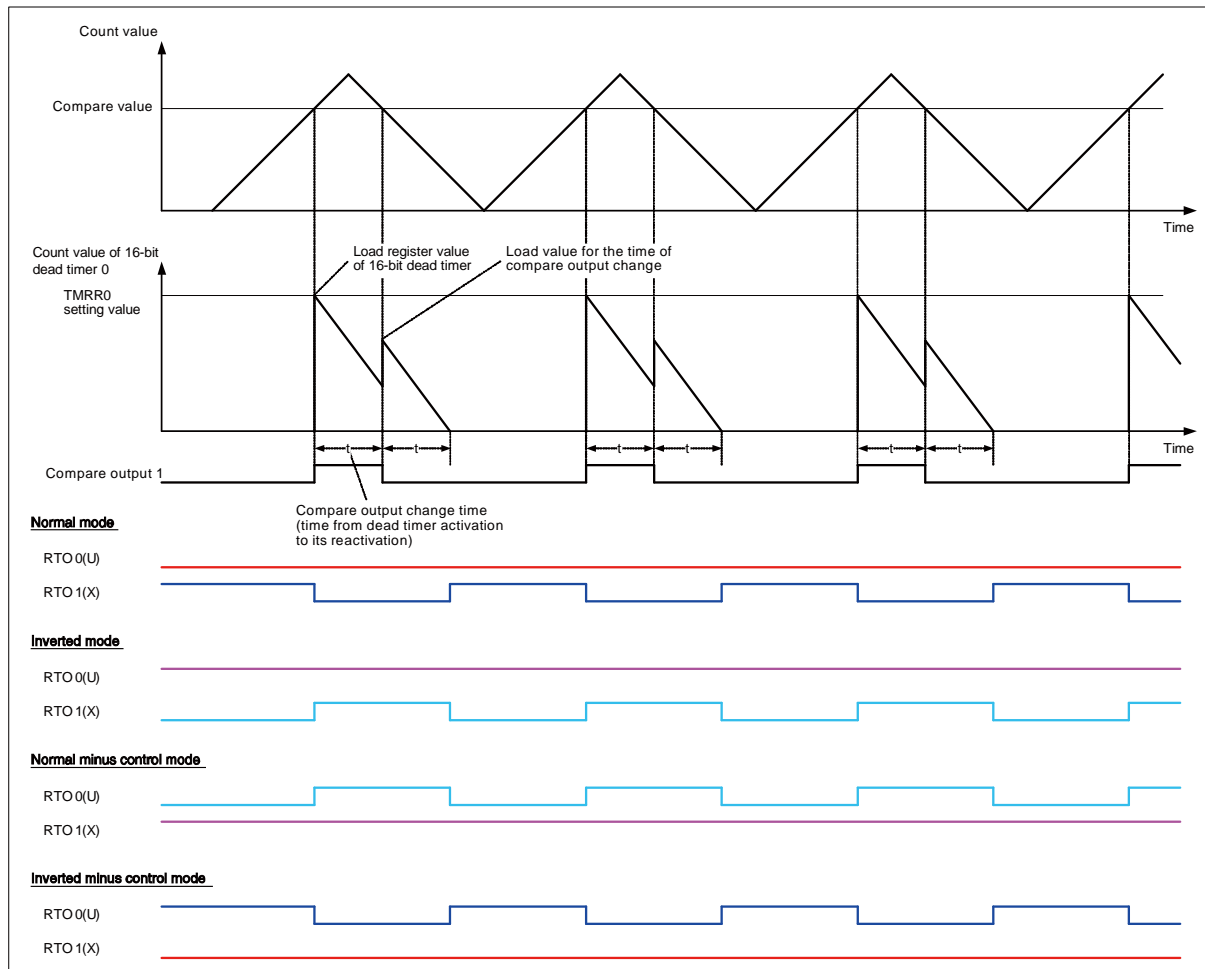 Count value
Compare value
Time
Count value of 16-bit
dead timer 0
Load register value
of 16-bit dead timer
Load value for the time of
compare output change
TMRR0
setting value
Time
t
t
t
t
t
t
Compare output 1
Compare output change time
(time from dead timer activation
to its reactivation)
Normal mode
RTO 0(U)
RTO 1(X)
Inverted mode
RTO 0(U)
RTO 1(X)
Normal minus control mode
RTO 0(U)
RTO 1(X)
Inverted minus control mode
RTO 0(U)
RTO 1(X)